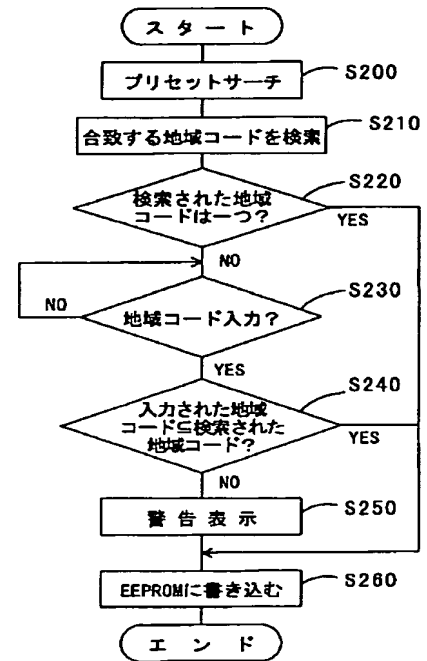 スタート
プリセットサーチ
S200
合致する地域コードを検索
S210
検索された地域
コードは一つ?
S220
YES
NO
地域コード入力?
S230
NO
YES
入力された地域
コード⊆検索された
地域コード?
S240
YES
NO
警告表示
S250
EEPROMに書き込む
S260
エンド